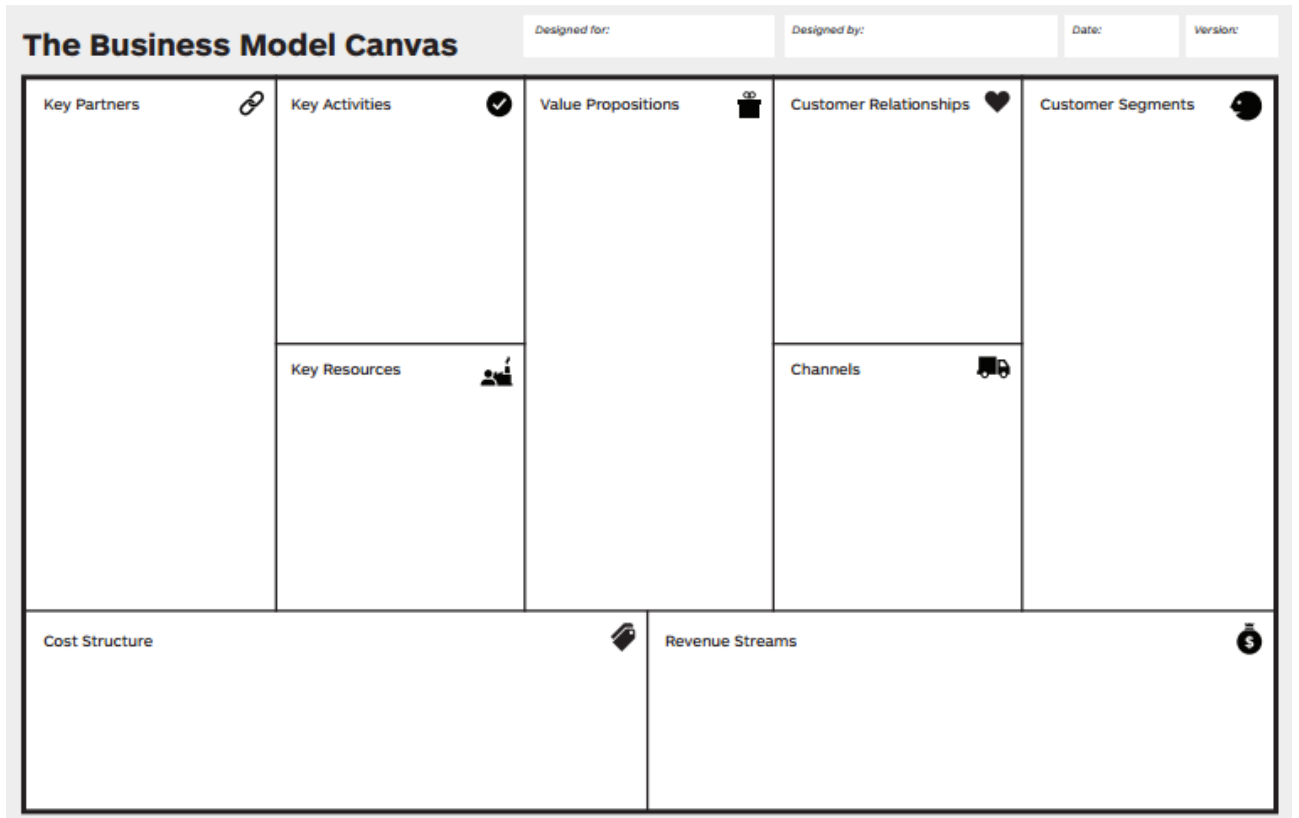 The Business Model Canvas
Designed for:
Designed by:
Date:
Version:
Key Partners
Key Activities
Value Propositions
Customer Relationships
Customer Segments
Key Resources
Channels
Cost Structure
Revenue Streams
$